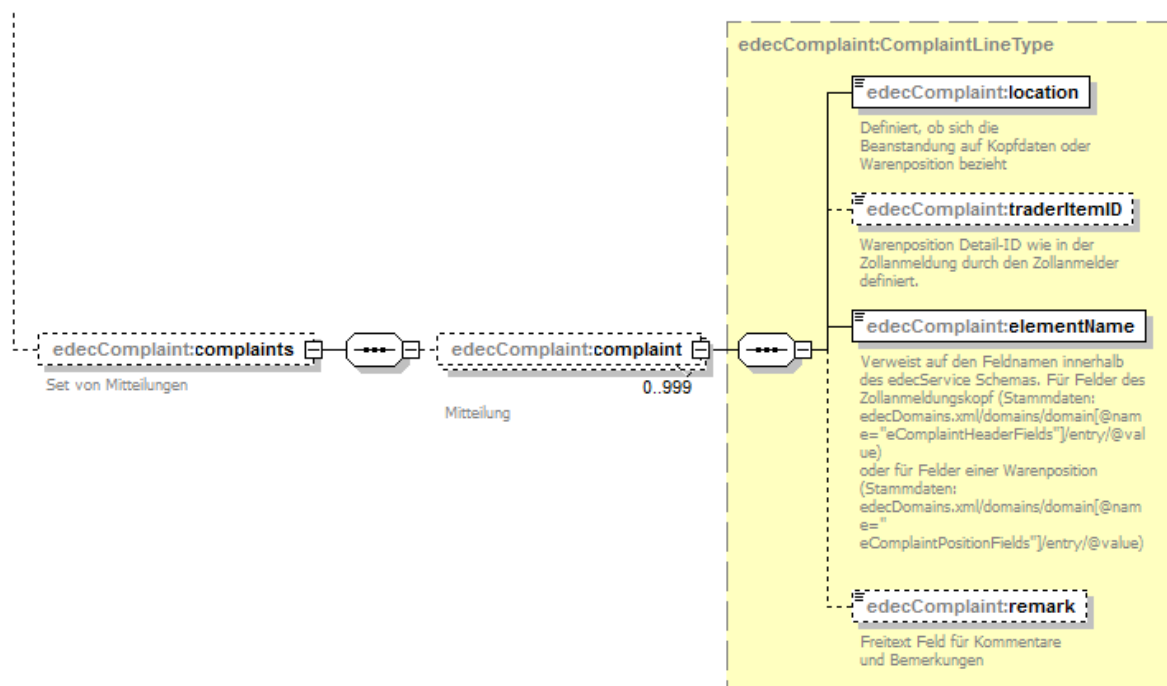 edecComplaint:ComplaintLineType
edecComplaint:location
Definiert, ob sich die
Beanstandung auf Kopfdaten oder
Warenposition bezieht
edecComplaint:traderItemID
Warenposition Detail-ID wie in der
Zollanmeldung durch den Zollanmelder
definiert.
edecComplaint:complaints
Set von Mitteilungen
edecComplaint:complaint
0..999
Mitteilung
edecComplaint:elementName
Verweist auf den Feldnamen innerhalb
des edecService Schemas. Für Felder des
Zollanmeldungskopf (Stammdaten:
edecDomains.xml/domains/domain[@nam
e="eComplaintHeaderFields"]/entry/@val
ue)
oder für Felder einer Warenposition
(Stammdaten:
edecDomains.xml/domains/domain[@nam
e="
eComplaintPositionFields"]/entry/@value)
edecComplaint:remark
Freitext Feld für Kommentare
und Bemerkungen